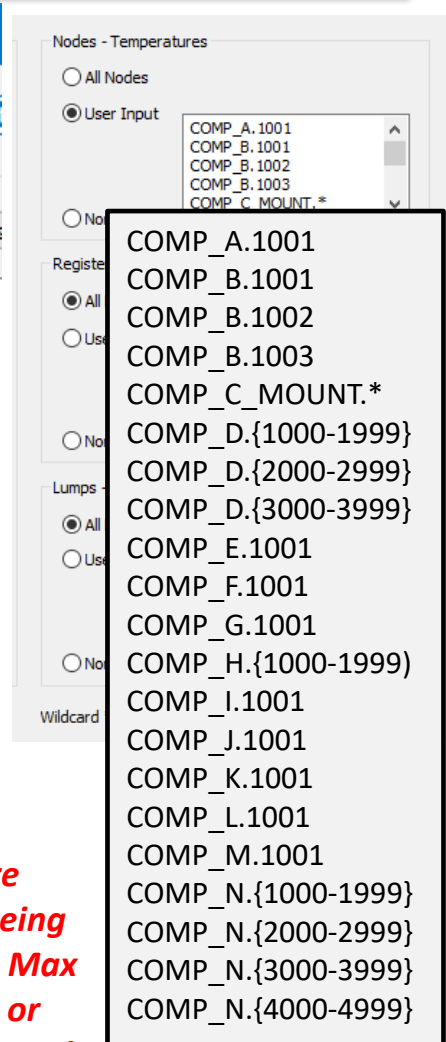 Nodes - Temperatures
All Nodes
User Input
COMP_A.1001
COMP_B.1001
COMP_B.1002
COMP_B.1003
COMP_C_MOUNT.*
COMP_A.1001
COMP_B.1001
COMP_B.1002
COMP_B.1003
COMP_C_MOUNT.*
COMP_D.{1000-1999}
COMP_D.{2000-2999}
COMP_D.{3000-3999}
COMP_E.1001
COMP_F.1001
COMP_G.1001
COMP_H.{1000-1999)
COMP_I.1001
COMP_J.1001
COMP_K.1001
COMP_L.1001
COMP_M.1001
COMP_N.{1000-1999}
COMP_N.{2000-2999}
COMP_N.{3000-3999}
COMP_N.{4000-4999}
All
All
Lumps -
Wildcard
Max
or